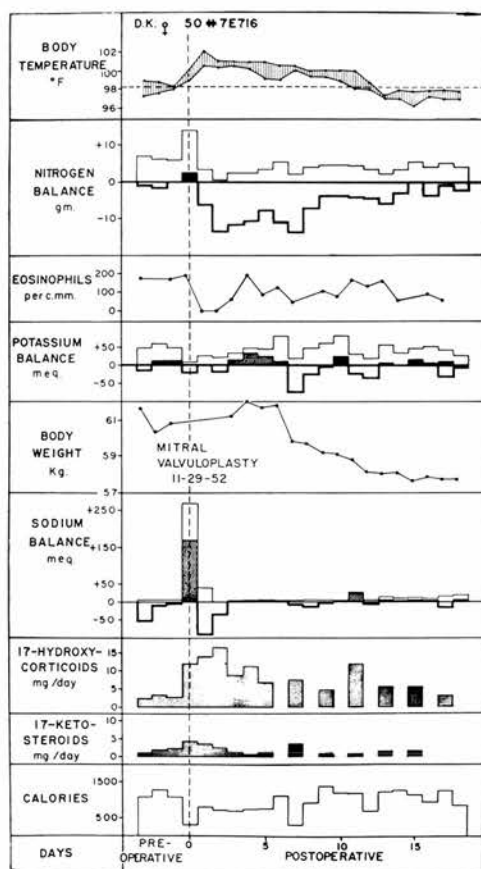 D.K. ♀ 50 # 7E716
BODY
TEMPERATURE
°F
102
100
98
96
NITROGEN
BALANCE
gm.
+10
0
-10
EOSINOPHILS
per c.mm.
200
100
0
POTASSIUM
BALANCE
meq.
+50
0
-50
BODY
WEIGHT
Kg.
61
59
57
MITRAL
VALVULOPLASTY
11-29-52
SODIUM
BALANCE
meq
+250
+150
+50
0
-50
17-HYDROXY-
CORTICOIDS
mg/day
15
10
5
0
17-KETO-
STEROIDS
mg/day
10
5
0
CALORIES
1500
500
DAYS
PRE-
OPERATIVE
0
5
10
15
POSTOPERATIVE